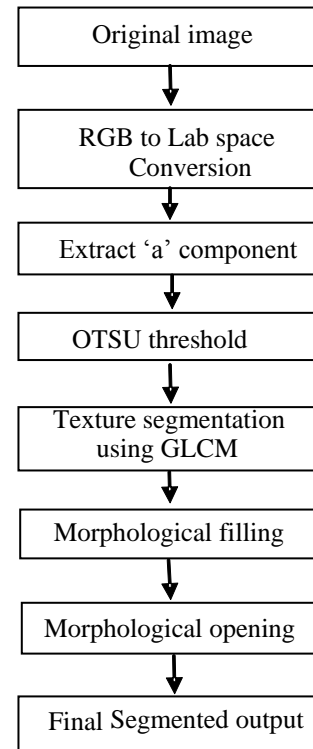 Original image
RGB to Lab space
Conversion
Extract ‘a’ component
OTSU threshold
Texture segmentation
using GLCM
Morphological filling
Morphological opening
Final Segmented output